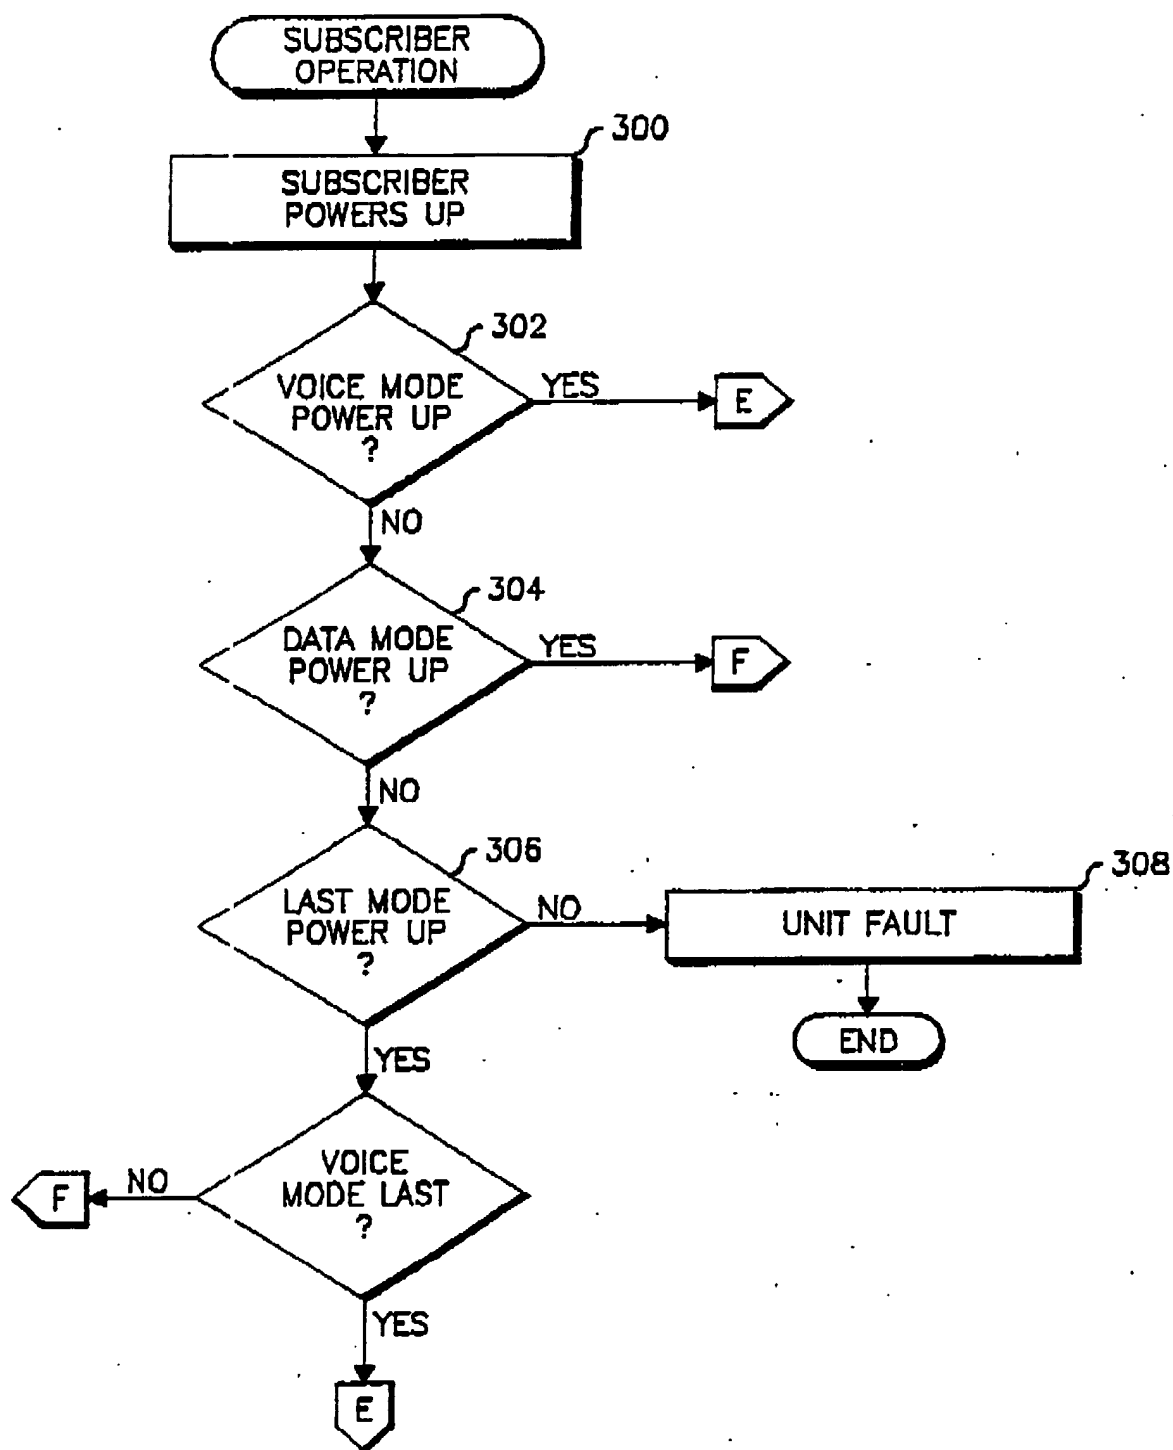 SUBSCRIBER
OPERATION
300
SUBSCRIBER
POWERS UP
302
VOICE MODE
POWER UP
?
YES
E
NO
304
DATA MODE
POWER UP
?
YES
F
NO
306
LAST MODE
POWER UP
?
NO
308
UNIT FAULT
END
YES
VOICE
MODE LAST
?
NO
F
YES
E